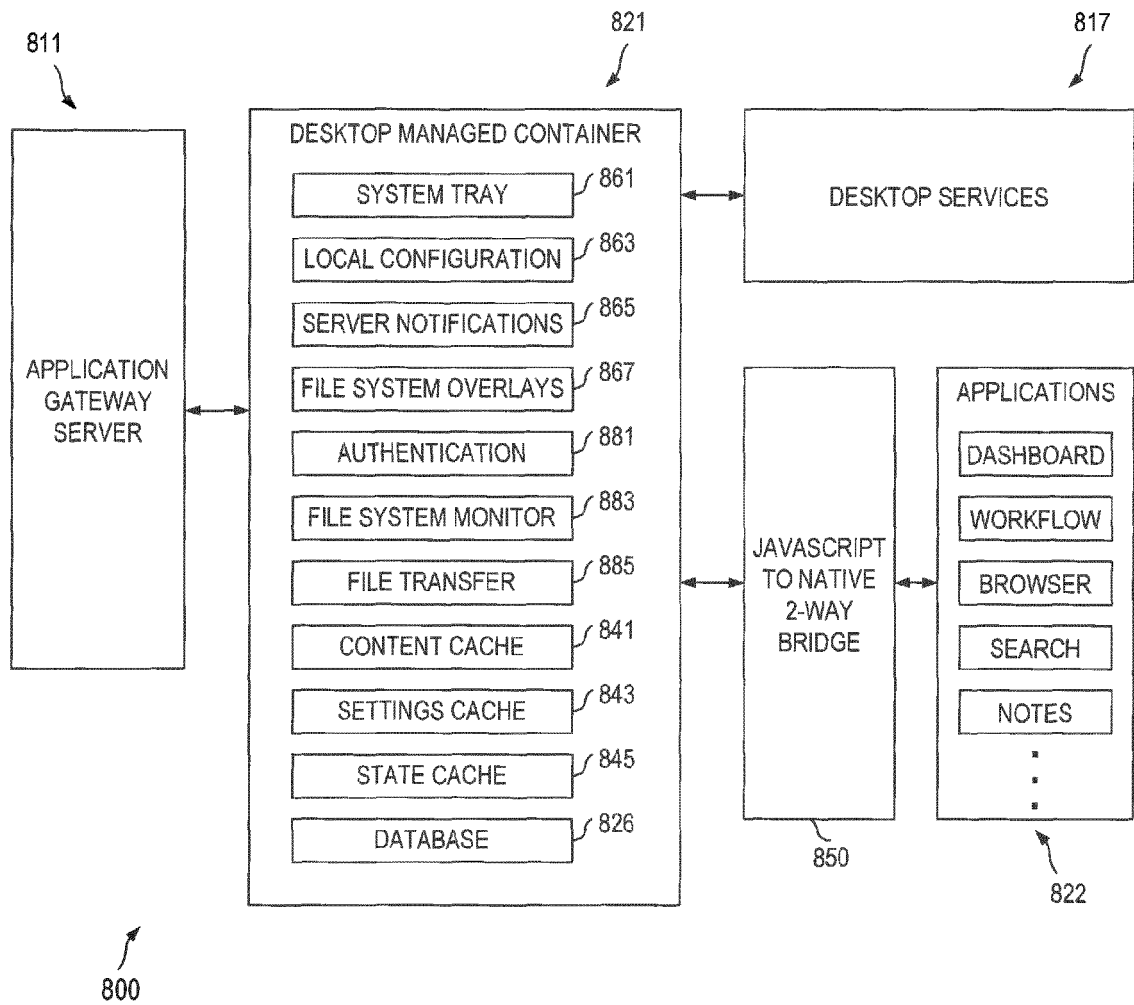 811
821
817
APPLICATION
GATEWAY
SERVER
DESKTOP MANAGED CONTAINER
SYSTEM TRAY
861
LOCAL CONFIGURATION
863
SERVER NOTIFICATIONS
865
FILE SYSTEM OVERLAYS
867
AUTHENTICATION
881
FILE SYSTEM MONITOR
883
FILE TRANSFER
885
CONTENT CACHE
841
SETTINGS CACHE
843
STATE CACHE
845
DATABASE
826
DESKTOP SERVICES
JAVASCRIPT
TO NATIVE
2-WAY
BRIDGE
850
APPLICATIONS
DASHBOARD
WORKFLOW
BROWSER
SEARCH
NOTES
822
800